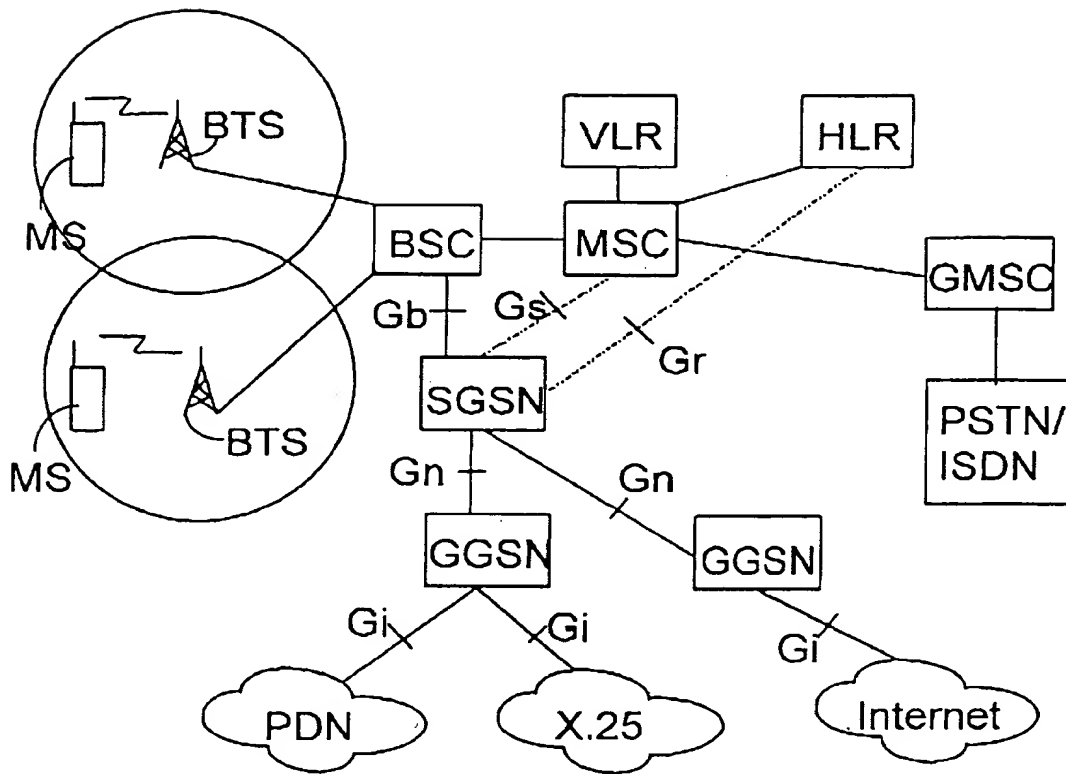 BTS
VLR
HLR
MS
BSC
MSC
GMSC
Gb
Gs
Gr
SGSN
PSTN/
ISDN
BTS
MS
Gn
Gn
GGSN
GGSN
Gi
Gi
Gi
PDN
X.25
Internet